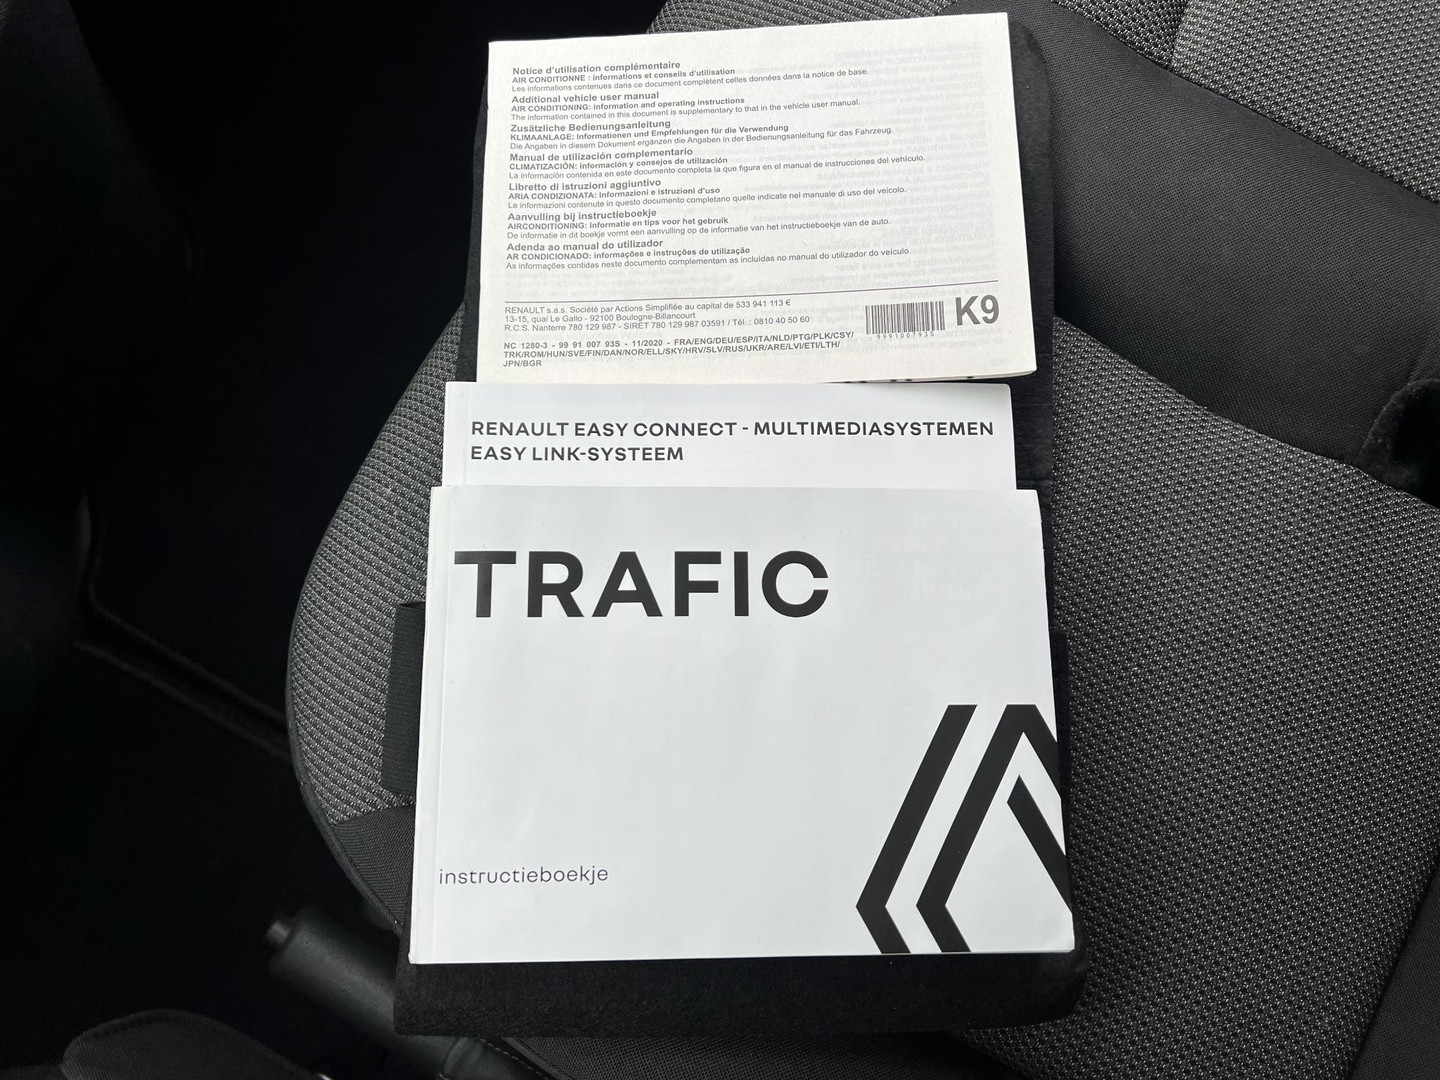 Notice d'utilisation complémentaire
AIR CONDITIONNE : informations et conseils d'utilisation
Les informations contenues dans ce document complètent celles données dans la notice de base.
Additional vehicle user manual
AIR CONDITIONING: information and operating instructions
The information contained in this document is supplementary to that in the vehicle user manual.
Zusätzliche Bedienungsanleitung
KLIMAANLAGE: Informationen und Empfehlungen für die Verwendung
Die Angaben in diesem Dokument ergänzen die Angaben in der Bedienungsanleitung für das Fahrzeug.
Manual de utilización complementario
CLIMATIZACIÓN: información y consejos de utilización
La información contenida en este documento completa la que figura en el manual de instrucciones del vehículo.
Libretto di istruzioni aggiuntivo
ARIA CONDIZIONATA: informazioni e istruzioni d'uso
Le informazioni contenute in questo documento completano quelle indicate nel manuale di uso del veicolo.
Aanvulling bij instructieboekje
AIRCONDITIONING: informatie en tips voor het gebruik
De informatie in dit boekje vormt een aanvulling op de informatie van het instructieboekje van de auto.
Adenda ao manual do utilizador
AR CONDICIONADO: informações e instruções de utilização
As informações contidas neste documento complementam as incluídas no manual do utilizador do veículo.
RENAULT s.a.s. Société par Actions Simplifiée au capital de 533 941 113 €
13-15, quai Le Gallo - 92100 Boulogne-Billancourt
R.C.S. Nanterre 780 129 987 - SIRET 780 129 987 03591 / Tél. : 0810 40 50 60
NC 1280-3 - 99 91 007 93S - 11/2020 - FRA/ENG/DEU/ESP/ITA/NLD/PTG/PLK/CSY/
TRK/ROM/HUN/SVE/FIN/DAN/NOR/ELL/SKY/HRV/SLV/RUS/UKR/ARE/LVI/ETI/LTH/
JPN/BGR
9991007935
K9
RENAULT EASY CONNECT - MULTIMEDIASYSTEMEN
EASY LINK-SYSTEEM
TRAFIC
instructieboekje